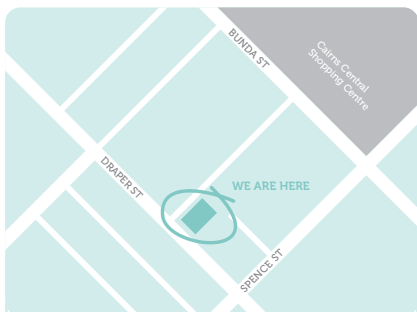 BUNDA ST
Cairns Central
Shopping Centre
DRAPER ST
WE ARE HERE
SPENCE ST